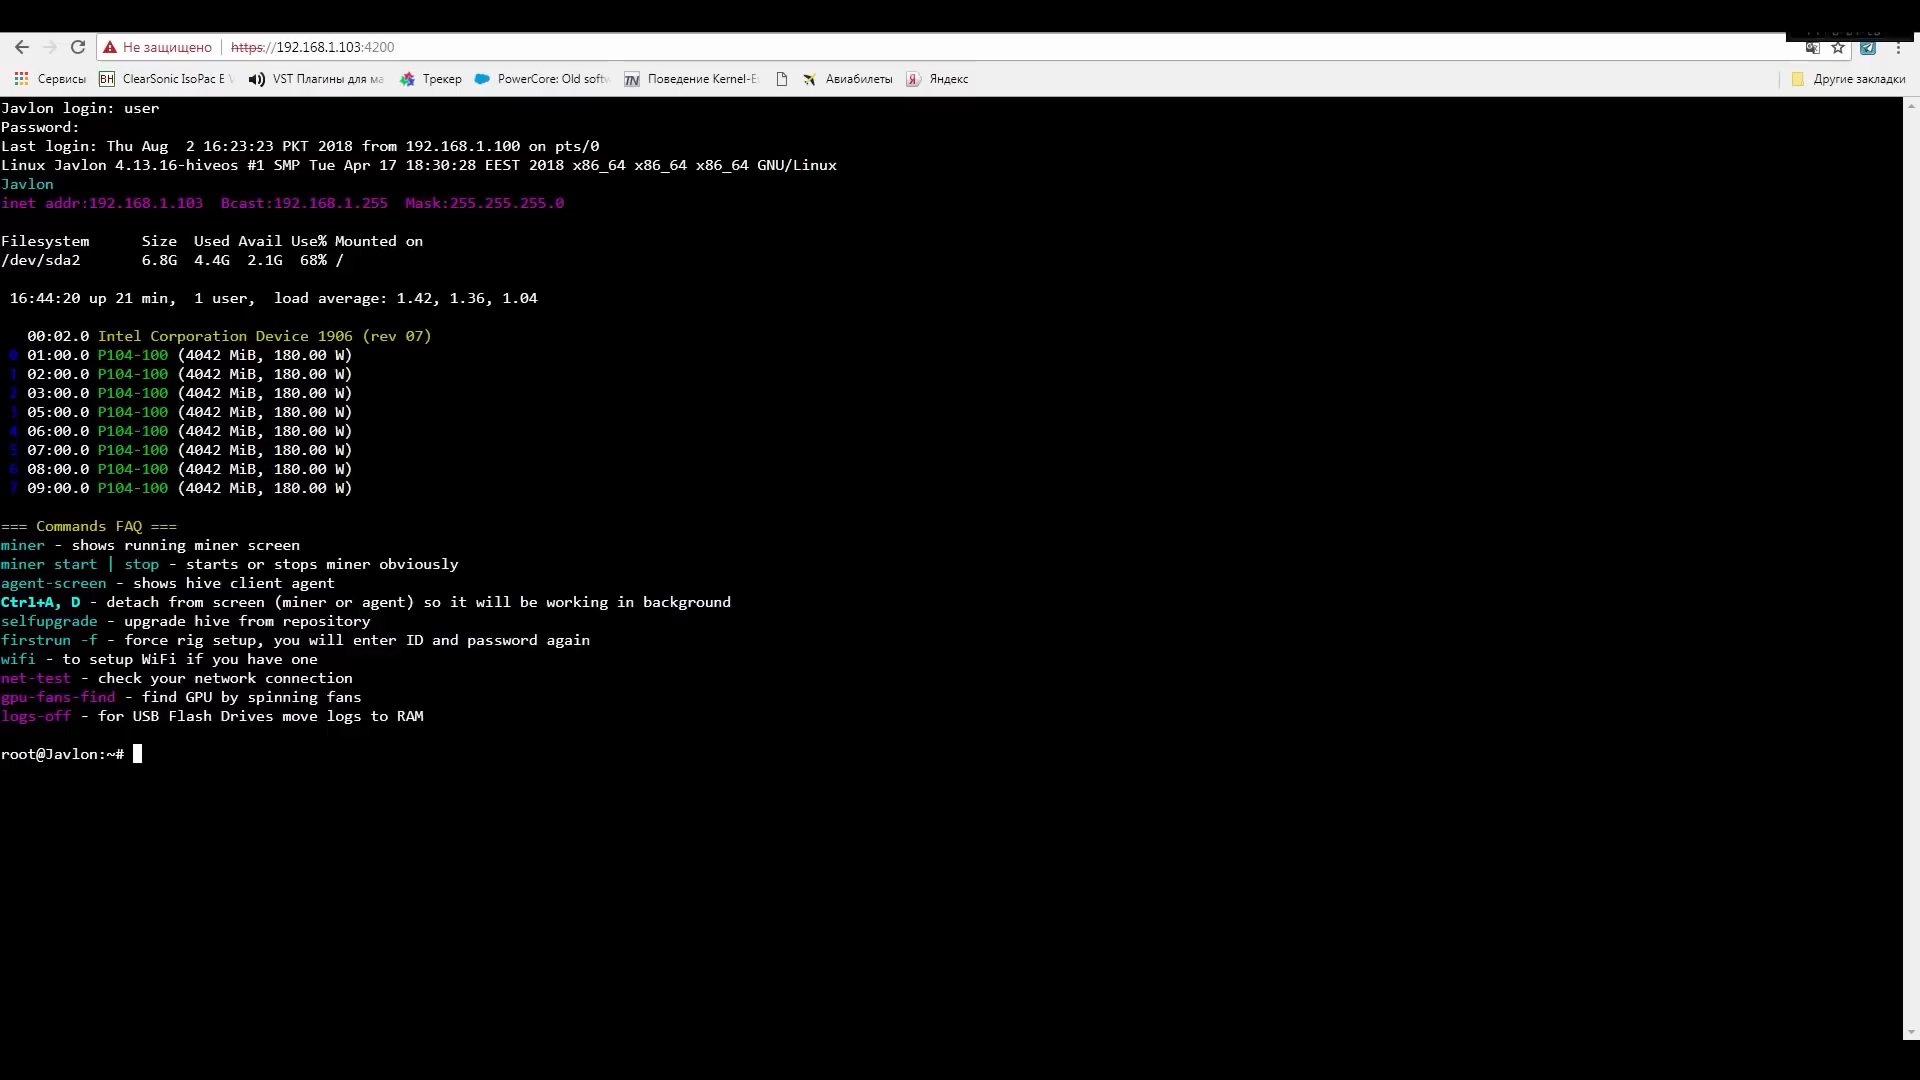 Не защищено https://192.168.1.103:4200
Сервисы BH ClearSonic IsoPac E VST Плагины для ма Трекер PowerCore: Old softw TN Поведение Kernel-E Авиабилеты Я Яндекс Другие закладки
Javlon login: user
Password:
Last login: Thu Aug  2 16:23:23 PKT 2018 from 192.168.1.100 on pts/0
Linux Javlon 4.13.16-hiveos #1 SMP Tue Apr 17 18:30:28 EEST 2018 x86_64 x86_64 x86_64 GNU/Linux
Javlon
inet addr:192.168.1.103  Bcast:192.168.1.255  Mask:255.255.255.0
Filesystem      Size  Used Avail Use% Mounted on
/dev/sda2       6.8G  4.4G  2.1G  68% /
16:44:20 up 21 min,  1 user,  load average: 1.42, 1.36, 1.04
00:02.0 Intel Corporation Device 1906 (rev 07)
0 01:00.0 P104-100 (4042 MiB, 180.00 W)
1 02:00.0 P104-100 (4042 MiB, 180.00 W)
2 03:00.0 P104-100 (4042 MiB, 180.00 W)
3 05:00.0 P104-100 (4042 MiB, 180.00 W)
4 06:00.0 P104-100 (4042 MiB, 180.00 W)
5 07:00.0 P104-100 (4042 MiB, 180.00 W)
6 08:00.0 P104-100 (4042 MiB, 180.00 W)
7 09:00.0 P104-100 (4042 MiB, 180.00 W)
=== Commands FAQ ===
miner - shows running miner screen
miner start | stop - starts or stops miner obviously
agent-screen - shows hive client agent
Ctrl+A, D - detach from screen (miner or agent) so it will be working in background
selfupgrade - upgrade hive from repository
firstrun -f - force rig setup, you will enter ID and password again
wifi - to setup WiFi if you have one
net-test - check your network connection
gpu-fans-find - find GPU by spinning fans
logs-off - for USB Flash Drives move logs to RAM
root@Javlon:~#